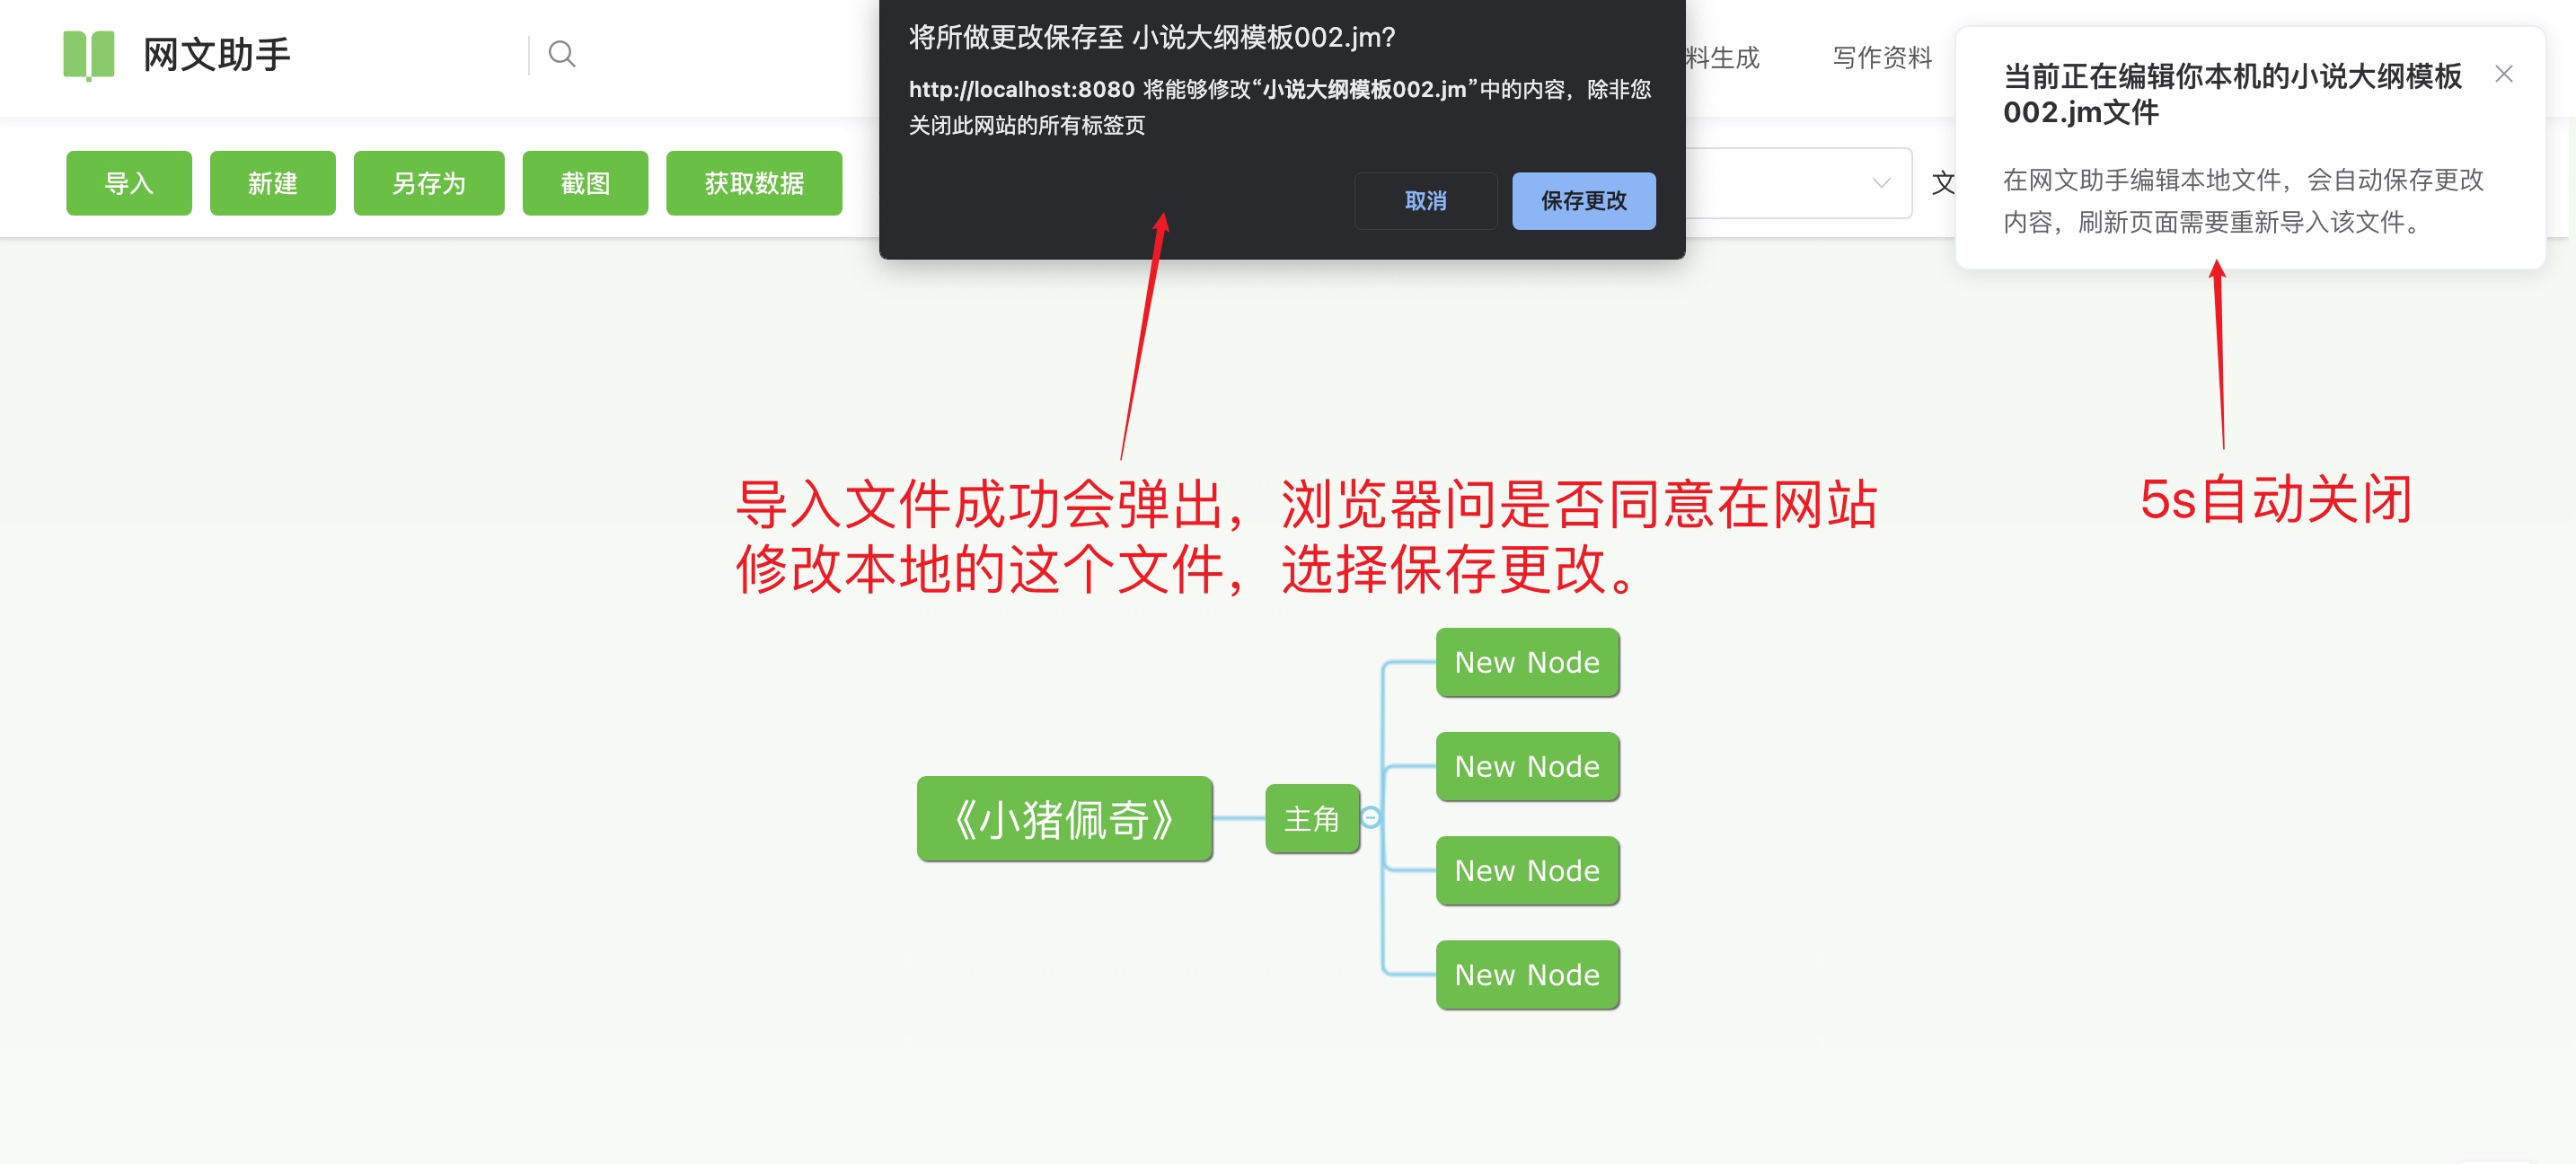 网文助手
料生成
写作资料
将所做更改保存至 小说大纲模板002.jm?
http://localhost:8080 将能够修改“小说大纲模板002.jm”中的内容，除非您
关闭此网站的所有标签页
取消
保存更改
当前正在编辑你本机的小说大纲模板
002.jm文件
在网文助手编辑本地文件，会自动保存更改
内容，刷新页面需要重新导入该文件。
导入
新建
另存为
截图
获取数据
文
导入文件成功会弹出，浏览器问是否同意在网站
修改本地的这个文件，选择保存更改。
5s自动关闭
《小猪佩奇》
主角
New Node
New Node
New Node
New Node